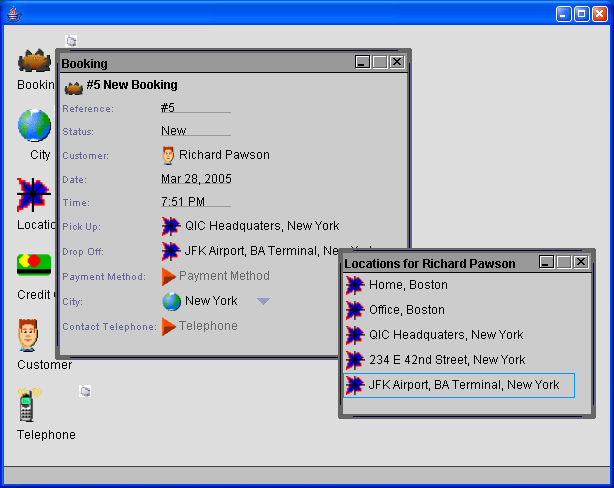 Booking
City
Locatio
Credit C
Customer
Telephone
Booking
#5 New Booking
Reference: #5
Status: New
Customer: Richard Pawson
Date: Mar 28, 2005
Time: 7:51 PM
Pick Up: QIC Headquaters, New York
Drop Off: JFK Airport, BA Terminal, New York
Payment Method: Payment Method
City: New York
Contact Telephone: Telephone
Locations for Richard Pawson
Home, Boston
Office, Boston
QIC Headquaters, New York
234 E 42nd Street, New York
JFK Airport, BA Terminal, New York